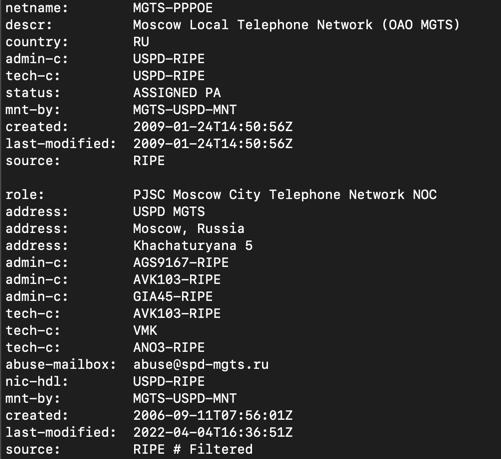 netname: MGTS-PPPOE
descr: Moscow Local Telephone Network (OAO MGTS)
country: RU
admin-c: USPD-RIPE
tech-c: USPD-RIPE
status: ASSIGNED PA
mnt-by: MGTS-USPD-MNT
created: 2009-01-24T14:50:56Z
last-modified: 2009-01-24T14:50:56Z
source: RIPE

role: PJSC Moscow City Telephone Network NOC
address: USPD MGTS
address: Moscow, Russia
address: Khachaturyana 5
admin-c: AGS9167-RIPE
admin-c: AVK103-RIPE
admin-c: GIA45-RIPE
tech-c: AVK103-RIPE
tech-c: VMK
tech-c: ANO3-RIPE
abuse-mailbox: abuse@spd-mgts.ru
nic-hdl: USPD-RIPE
mnt-by: MGTS-USPD-MNT
created: 2006-09-11T07:56:01Z
last-modified: 2022-04-04T16:36:51Z
source: RIPE # Filtered